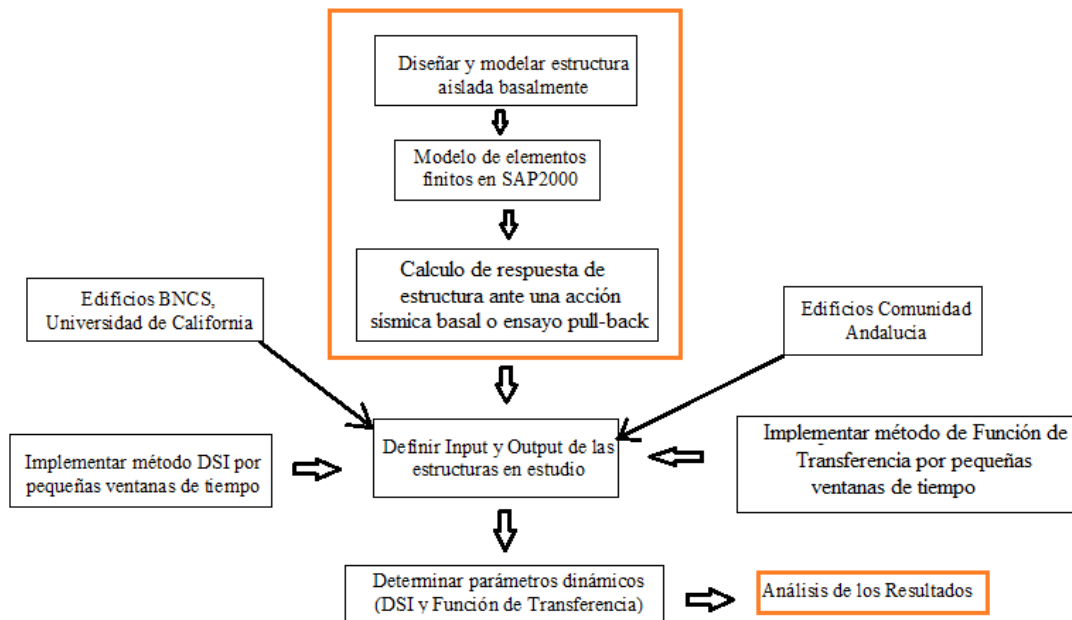 Diseñar y modelar estructura
aislada basalmente
Modelo de elementos
finitos en SAP2000
Calculo de respuesta de
estructura ante una acción
sísmica basal o ensayo pull-back
Edificios BNCS,
Universidad de California
Edificios Comunidad
Andalucia
Implementar método DSI por
pequeñas ventanas de tiempo
Definir Input y Output de las
estructuras en estudio
Implementar método de Función de
Transferencia por pequeñas
ventanas de tiempo
Determinar parámetros dinámicos
(DSI y Función de Transferencia)
Análisis de los Resultados